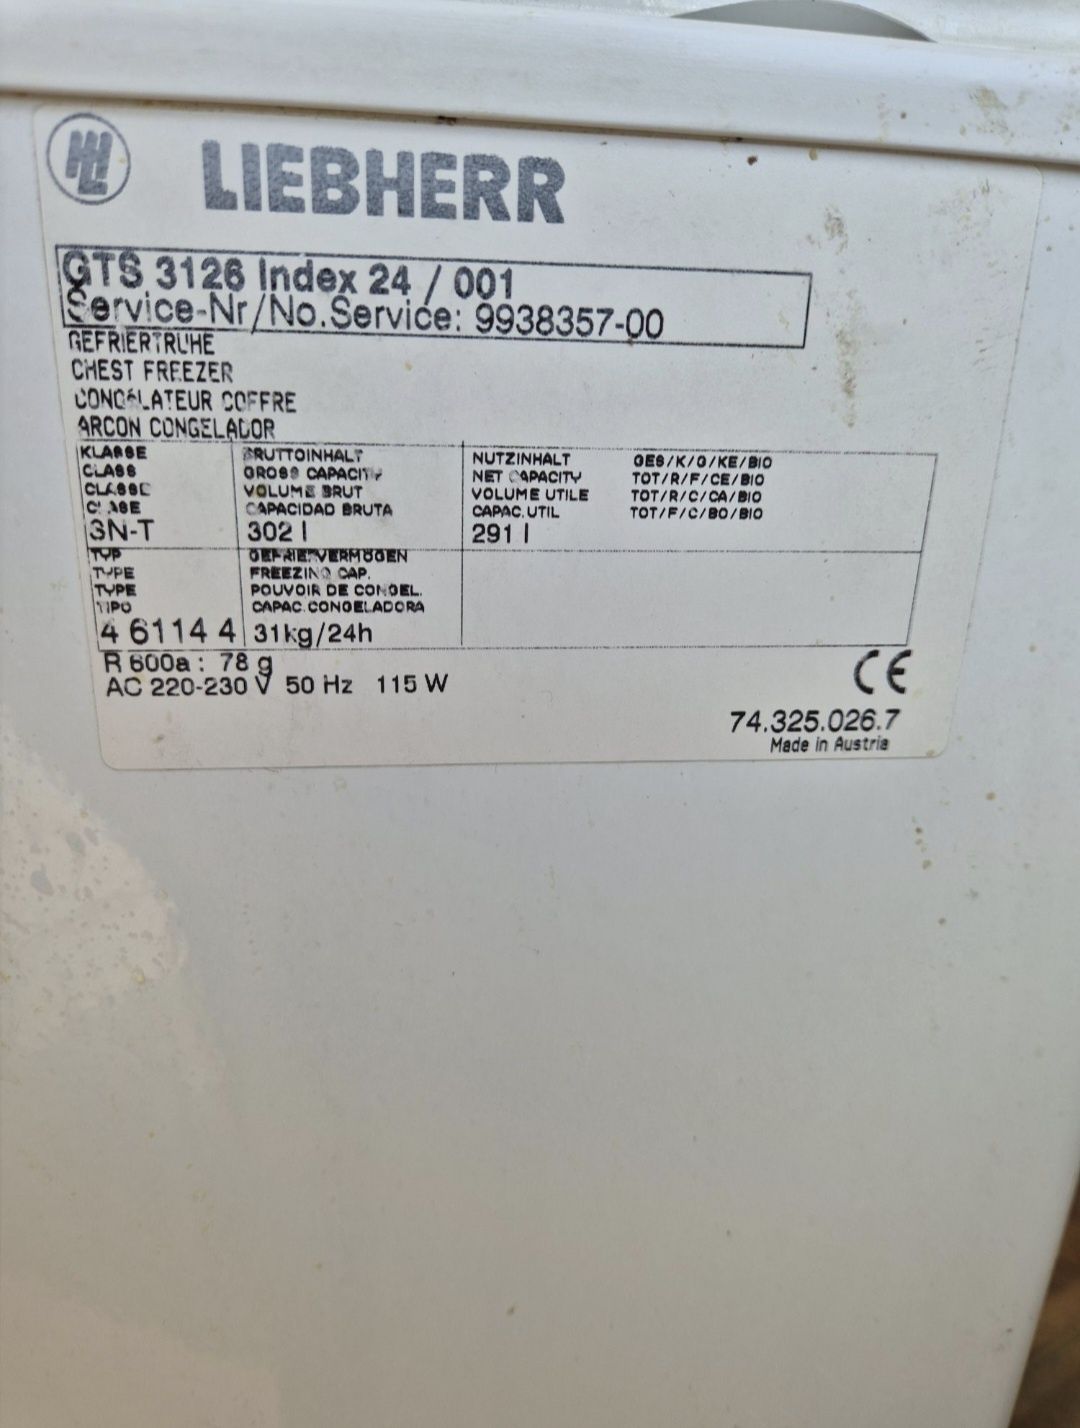 LIEBHERR
GTS 3126 Index 24 / 001
Service-Nr/No.Service: 9938357-00
GEFRIERTRUHE
CHEST FREEZER
CONGÉLATEUR COFFRE
ARCON CONGELADOR
KLASSE BRUTTOINHALT NUTZINHALT GES/K/G/KE/BIO
CLASS GROSS CAPACITY NET CAPACITY TOT/R/F/CE/BIO
CLASSE VOLUME BRUT VOLUME UTILE TOT/R/C/CA/BIO
CLASE CAPACIDAD BRUTA CAPAC.UTIL TOT/F/C/BO/BIO
SN-T 302 l 291 l
TYP GEFRIERVERMÖGEN
TYPE FREEZING CAP.
TYPE POUVOIR DE CONGEL.
TIPO CAPAC.CONGELADORA
4 61144 31kg/24h
R 600a : 78 g
AC 220-230 V 50 Hz 115 W
CE
74.325.026.7
Made in Austria